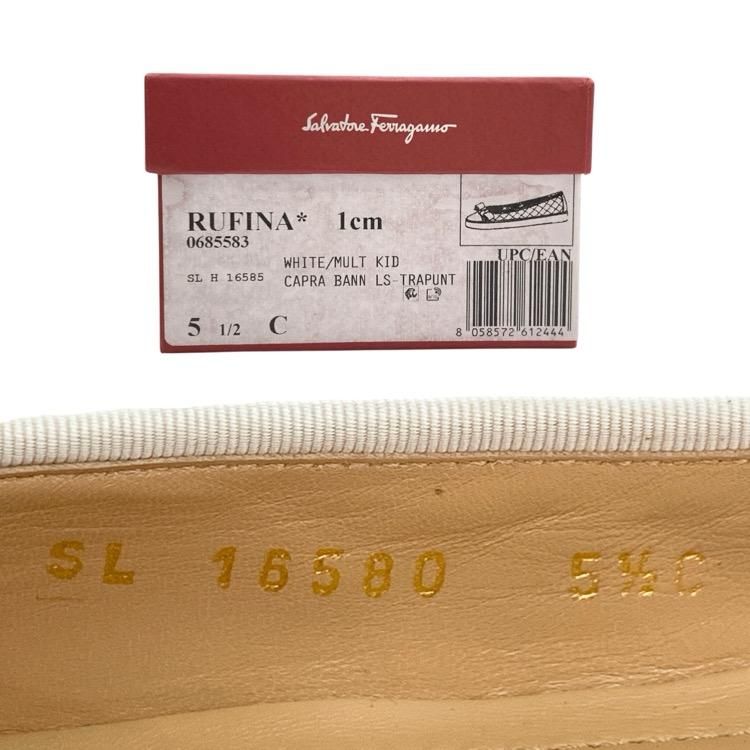 Salvatore Ferragamo
RUFINA* 1cm
0685583
UPC/EAN
WHITE/MULT KID
SL H 16585 CAPRA BANN LS-TRAPUNT
5 1/2 C
8 058572 612444
SL 16580 5½C